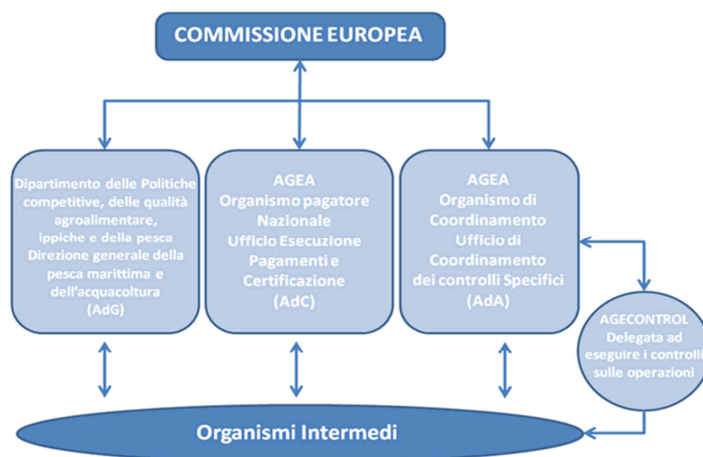 COMMISSIONE EUROPEA
Dipartimento delle Politiche
competitive, delle qualità
agroalimentare,
ippiche e della pesca
Direzione generale della
pesca marittima e
dell'acquacoltura
(AdG)
AGEA
Organismo pagatore
Nazionale
Ufficio Esecuzione
Pagamenti e
Certificazione
(AdC)
AGEA
Organismo di
Coordinamento
Ufficio di
Coordinamento
dei controlli Specifici
(AdA)
AGECONTROL
Delegata ad
eseguire i controlli
sulle operazioni
Organismi Intermedi